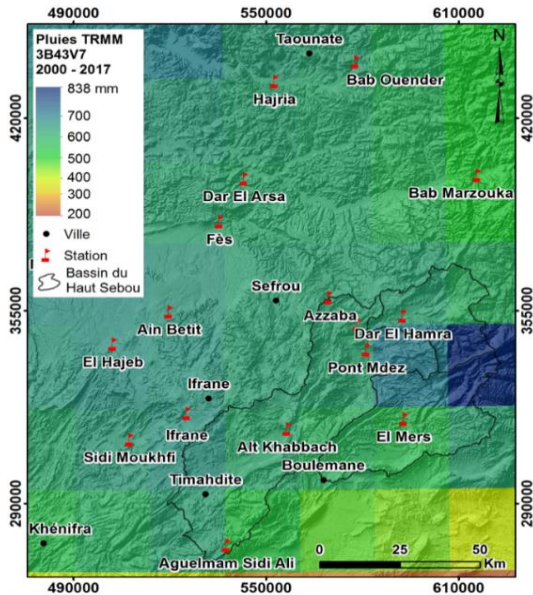 490000 550000 610000
Pluies TRMM
3B43V7
2000 - 2017
838 mm
700
600
500
400
300
200
Ville
Station
Bassin du
Haut Sebou
N
Taounate
Bab Ouender
Hajria
420000 420000
Dar El Arsa
Bab Marzouka
Fès
Sefrou
355000 355000
Azzaba
Ain Betit
Dar El Hamra
El Hajeb
Pont Mdez
Ifrane
Ifrane
El Mers
Aït Khabbach
Sidi Moukhfi
Boulemane
Timahdite
290000 290000
Khénifra
Aguelmam Sidi Ali
0 25 50
Km
490000 550000 610000